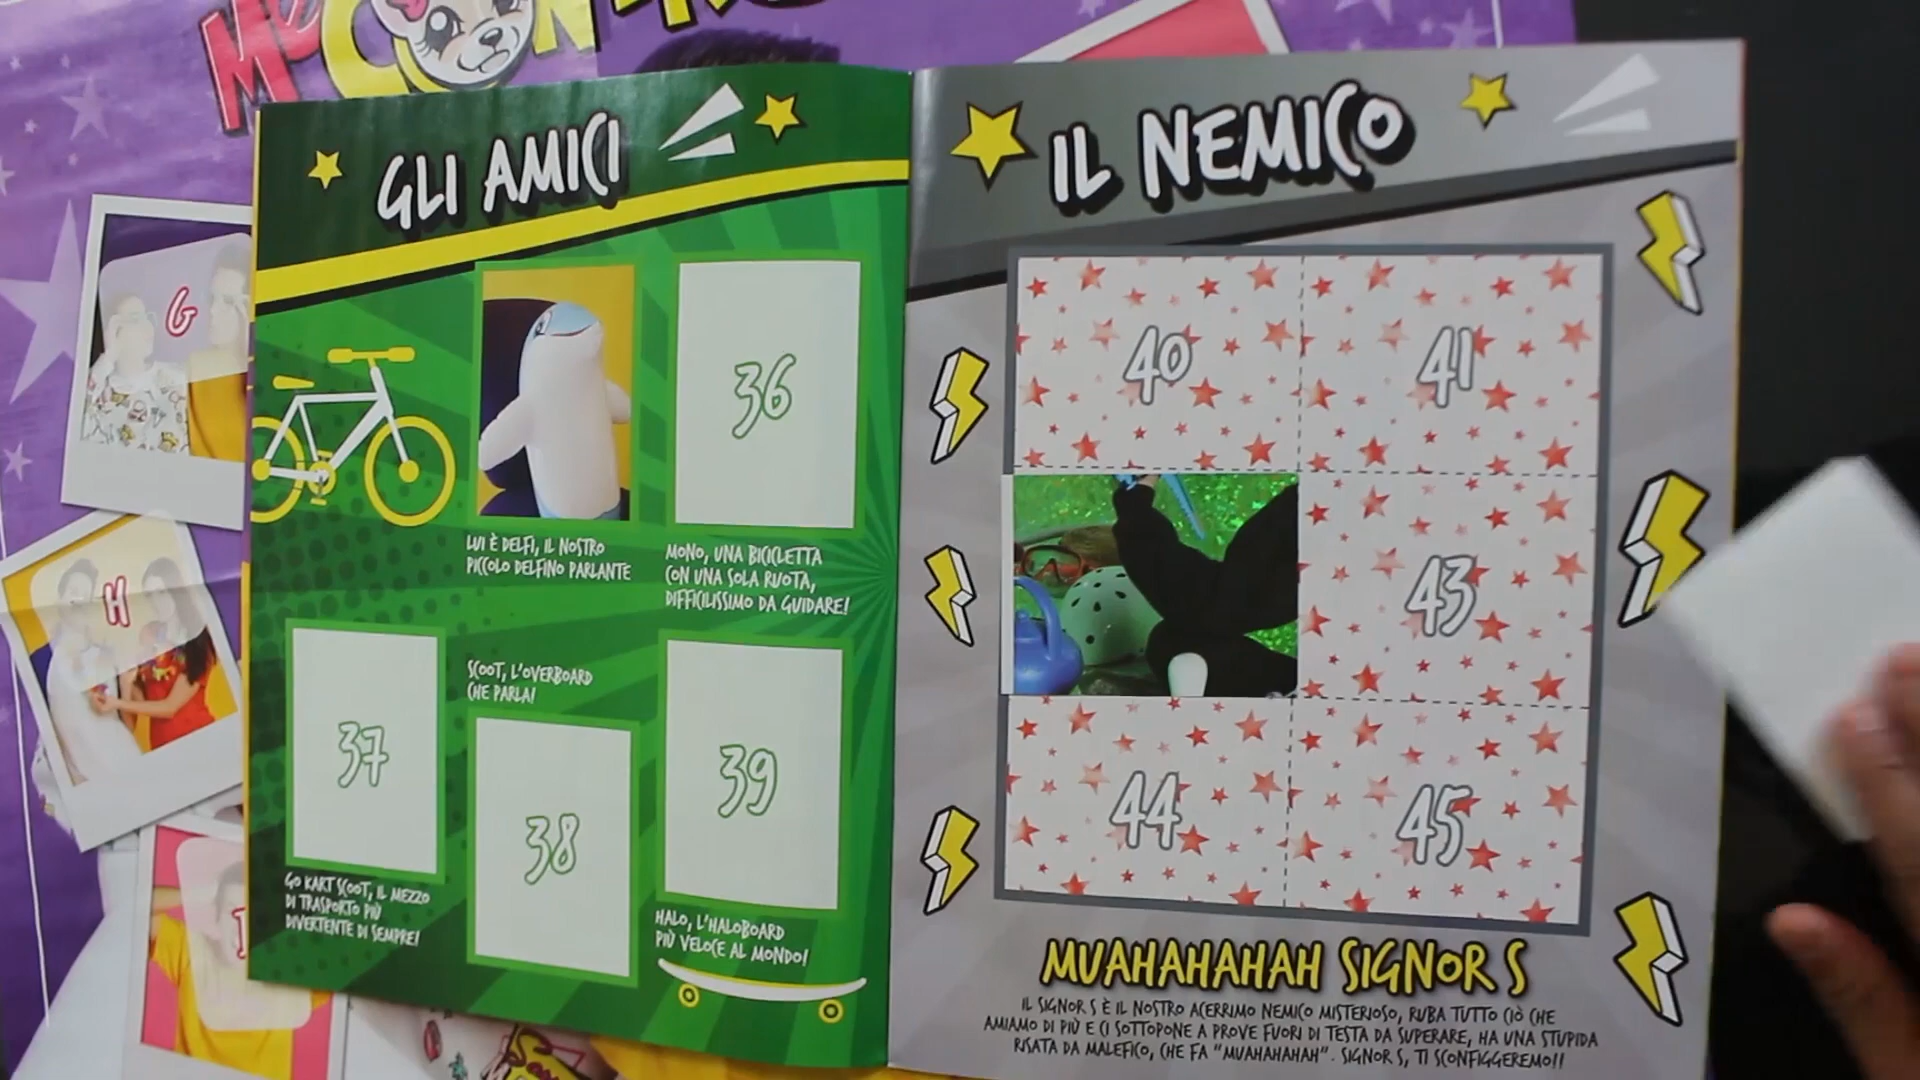 GLI AMICI
36
LUI È DELFI, IL NOSTRO
PICCOLO DELFINO PARLANTE
MONO, UNA BICICLETTA
CON UNA SOLA RUOTA,
DIFFICILISSIMO DA GUIDARE!
37
SCOOT, L'OVERBOARD
CHE PARLA!
38
39
GO KART SCOOT, IL MEZZO
DI TRASPORTO PIÙ
DIVERTENTE DI SEMPRE!
HALO, L'HALOBOARD
PIÙ VELOCE AL MONDO!
IL NEMICO
40
41
43
44
45
MUAHAHAHAH SIGNOR S
IL SIGNOR S È IL NOSTRO ACERRIMO NEMICO MISTERIOSO, RUBA TUTTO CIÒ CHE
AMIAMO DI PIÙ E CI SOTTOPONE A PROVE FUORI DI TESTA DA SUPERARE, HA UNA STUPIDA
RISATA DA MALEFICO, CHE FA "MUAHAHAHAH". SIGNOR S, TI SCONFIGGEREMO!!
G
H